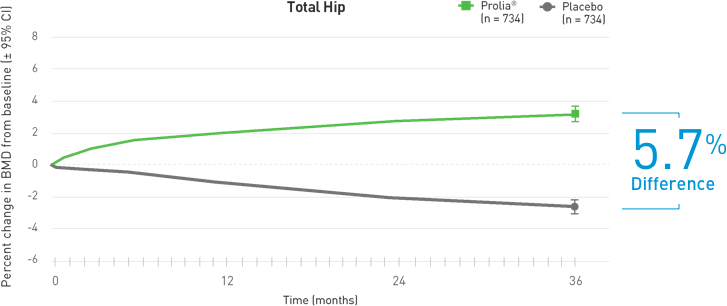 Total Hip
Prolia®
(n = 734)
Placebo
(n = 734)
Percent change in BMD from baseline (± 95% CI)
8
6
4
2
0
-2
-4
-6
0
12
24
36
Time (months)
5.7%
Difference